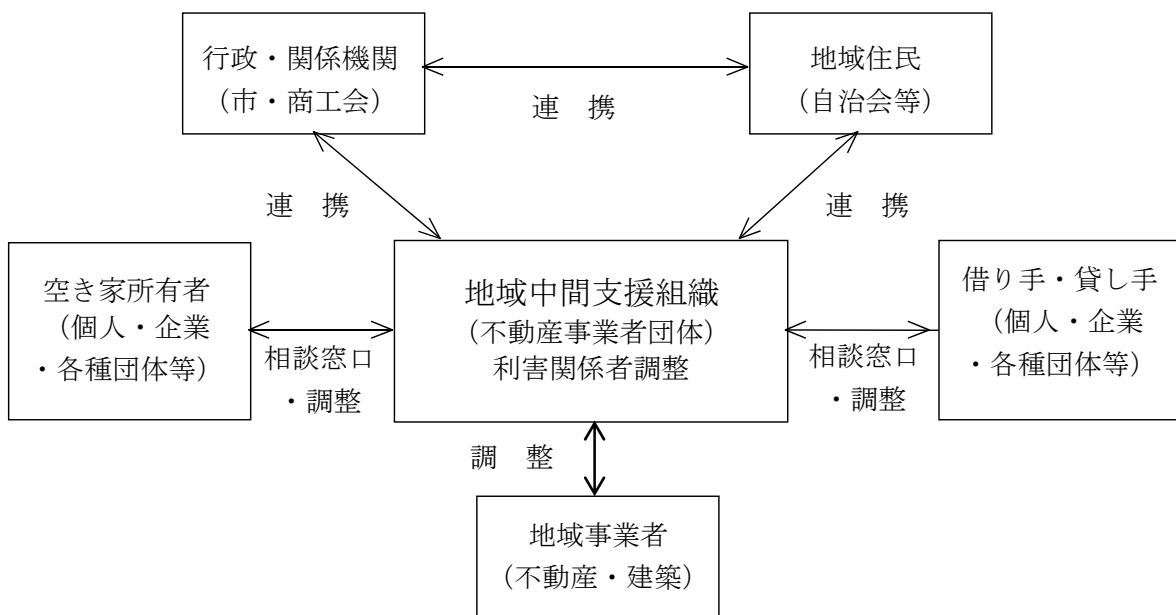 行政・関係機関
（市・商工会）
地域住民
（自治会等）
連　携
連　携
連　携
空き家所有者
（個人・企業
・各種団体等）
相談窓口
・調整
地域中間支援組織
（不動産事業者団体）
利害関係者調整
相談窓口
・調整
借り手・貸し手
（個人・企業
・各種団体等）
調　整
地域事業者
（不動産・建築）